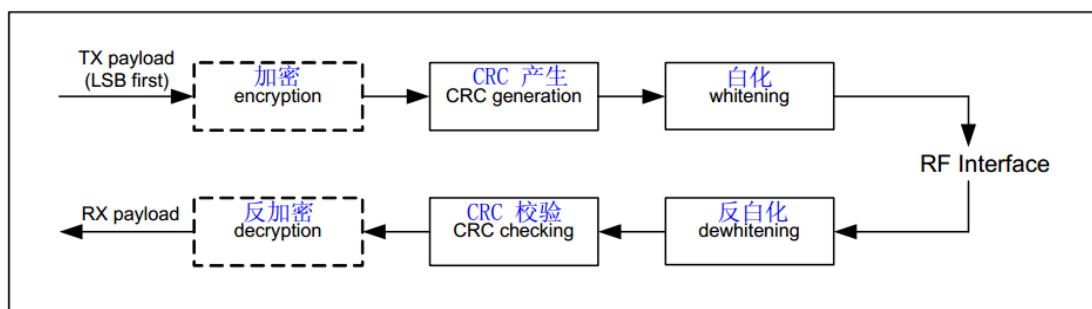 TX payload
(LSB first)
加密
encryption
CRC 产生
CRC generation
白化
whitening
RF Interface
RX payload
反加密
decryption
CRC 校验
CRC checking
反白化
dewhitening